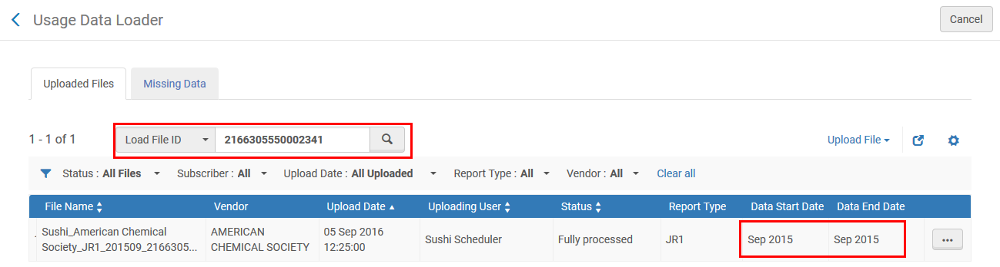 Usage Data Loader
Cancel
Uploaded Files
Missing Data
1 - 1 of 1
Load File ID
2166305550002341
Upload File
Status : All Files
Subscriber : All
Upload Date : All Uploaded
Report Type : All
Vendor : All
Clear all
File Name
Vendor
Upload Date
Uploading User
Status
Report Type
Data Start Date
Data End Date
Sushi_American Chemical
Society_JR1_201509_2166305...
AMERICAN
CHEMICAL SOCIETY
05 Sep 2016
12:25:00
Sushi Scheduler
Fully processed
JR1
Sep 2015
Sep 2015